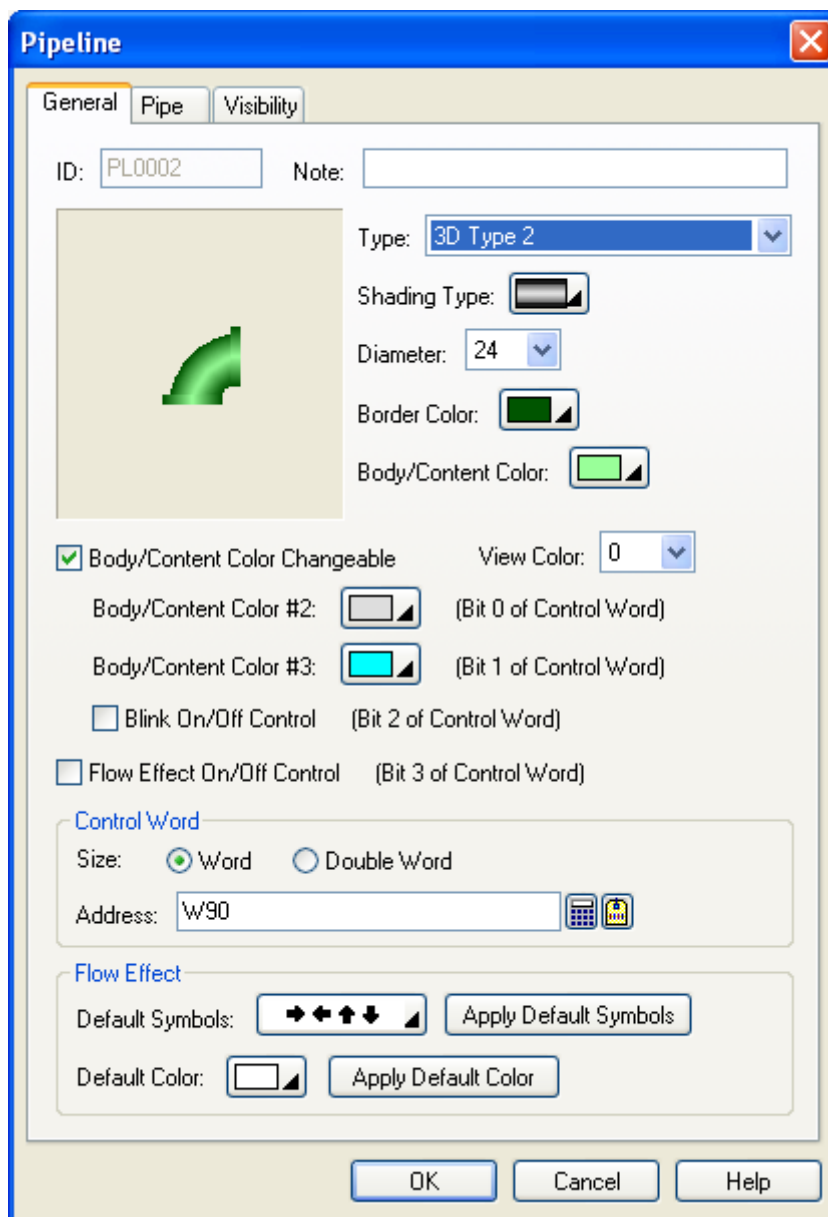 Pipeline
General Pipe Visibility
ID: PL0002 Note:
Type: 3D Type 2
Shading Type:
Diameter: 24
Border Color:
Body/Content Color:
Body/Content Color Changeable View Color: 0
Body/Content Color #2: (Bit 0 of Control Word)
Body/Content Color #3: (Bit 1 of Control Word)
Blink On/Off Control (Bit 2 of Control Word)
Flow Effect On/Off Control (Bit 3 of Control Word)
Control Word
Size: Word Double Word
Address: W90
Flow Effect
Default Symbols: Apply Default Symbols
Default Color: Apply Default Color
OK Cancel Help